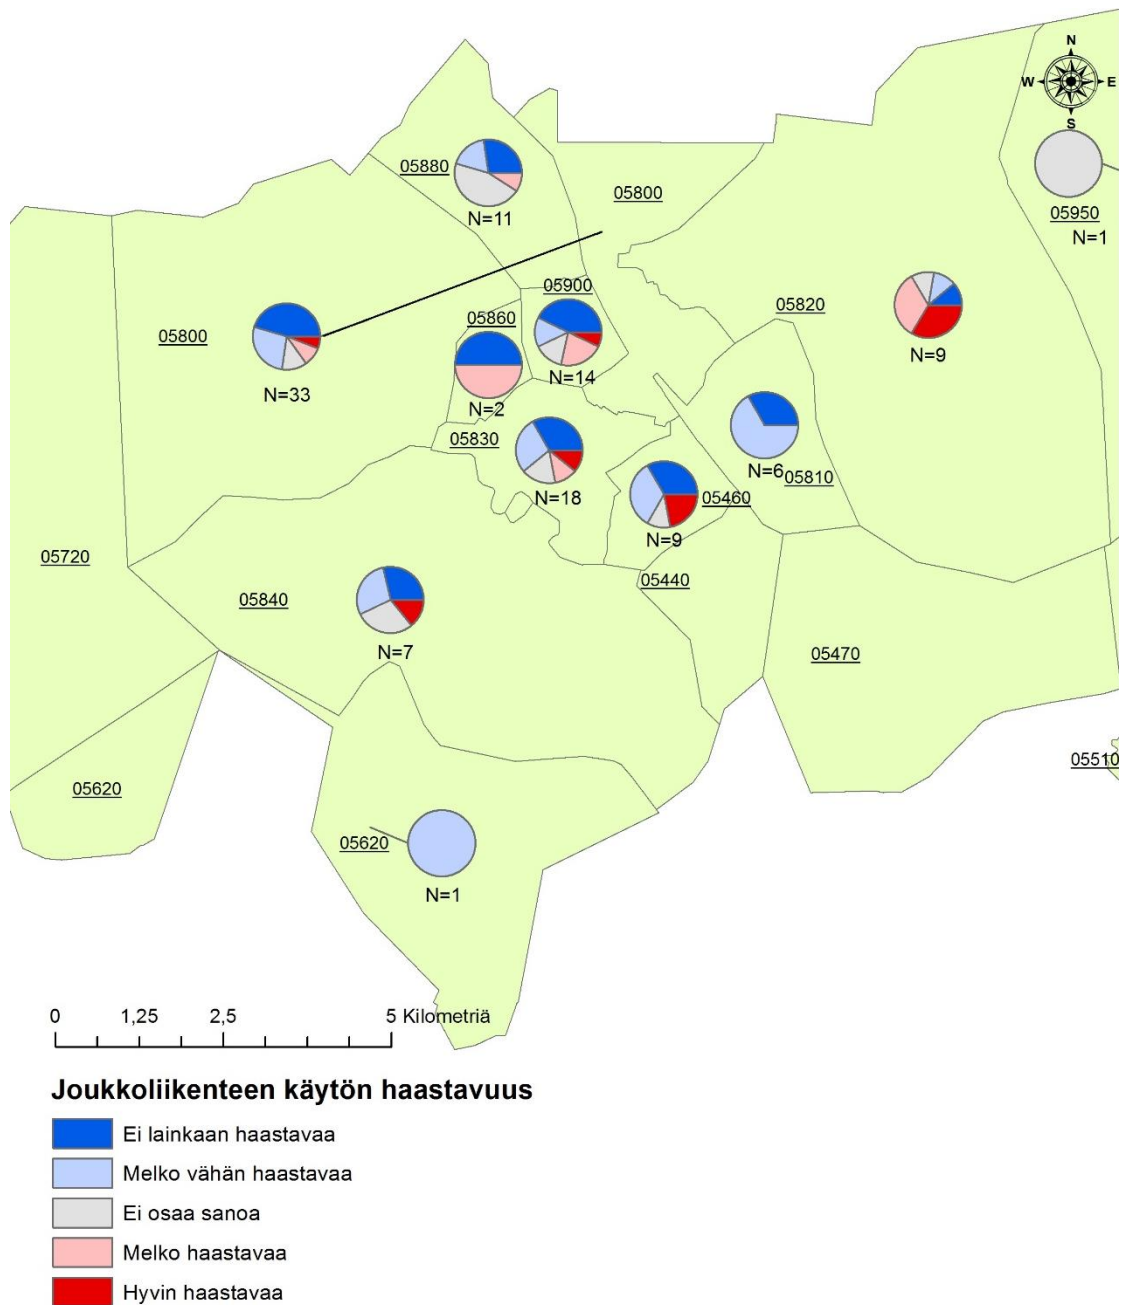 N
W E
S
05880
N=11
05800
05950
N=1
05900
05820
05860
05800
N=9
N=33
N=14
N=2
05830
N=6
05810
N=18
05460
N=9
05720
05440
05840
05470
N=7
05510
05620
05620
N=1
0 1,25 2,5 5 Kilometriä
Joukkoliikenteen käytön haastavuus
Ei lainkaan haastavaa
Melko vähän haastavaa
Ei osaa sanoa
Melko haastavaa
Hyvin haastavaa